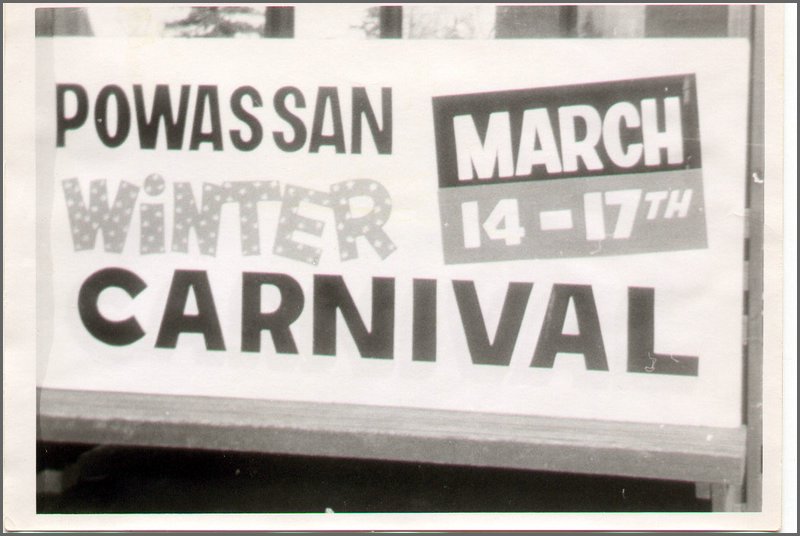 POWASSAN
WiNTER
CARNIVAL
MARCH
14-17TH